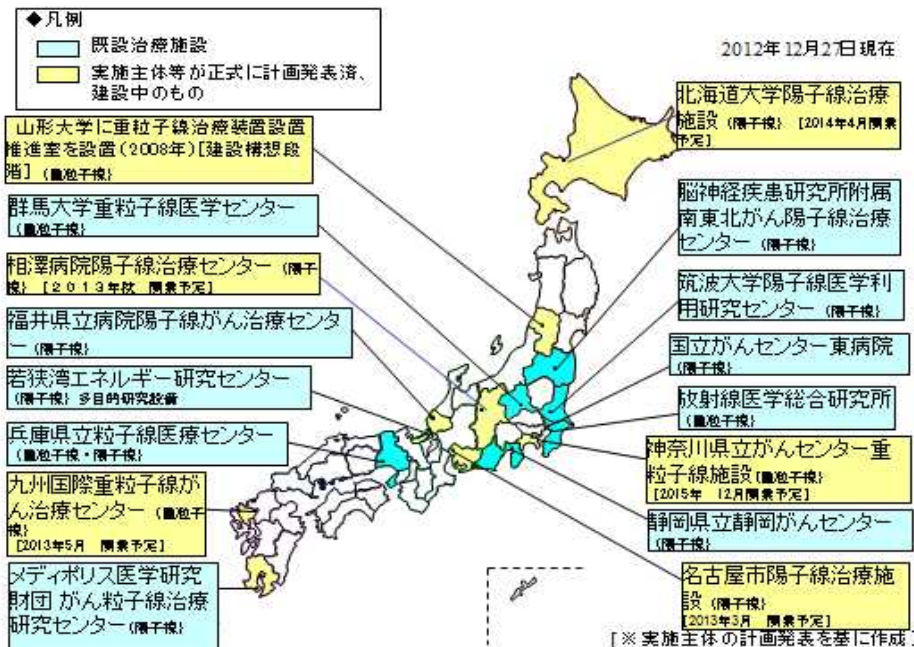 ◆凡例
既設治療施設
実施主体等が正式に計画発表済、
建設中のもの
2012年12月27日現在
山形大学に重粒子線治療装置設置
推進室を設置(2008年)[建設構想段
階] (重粒子線)
群馬大学重粒子線医学センター
(重粒子線)
相澤病院陽子線治療センター (陽子
線) [2013年秋 開業予定]
福井県立病院陽子線がん治療センタ
ー (陽子線)
若狭湾エネルギー研究センター
(陽子線) 多目的研究設備
兵庫県立粒子線医療センター
(重粒子線・陽子線)
九州国際重粒子線が
ん治療センター (重粒子
線)
[2013年5月 開業予定]
メディポリス医学研究
財団 がん粒子線治療
研究センター(陽子線)
北海道大学陽子線治療
施設 (陽子線) [2014年4月開業
予定]
脳神経疾患研究所附属
南東北がん陽子線治療
センター (陽子線)
筑波大学陽子線医学利
用研究センター (陽子線)
国立がんセンター東病院
(陽子線)
放射線医学総合研究所
(重粒子線)
神奈川県立がんセンター重
粒子線施設 (重粒子線)
[2015年 12月開業予定]
静岡県立静岡がんセンター
(陽子線)
名古屋市陽子線治療施
設 (陽子線)
[2013年3月 開業予定]
[※実施主体の計画発表を基に作成]